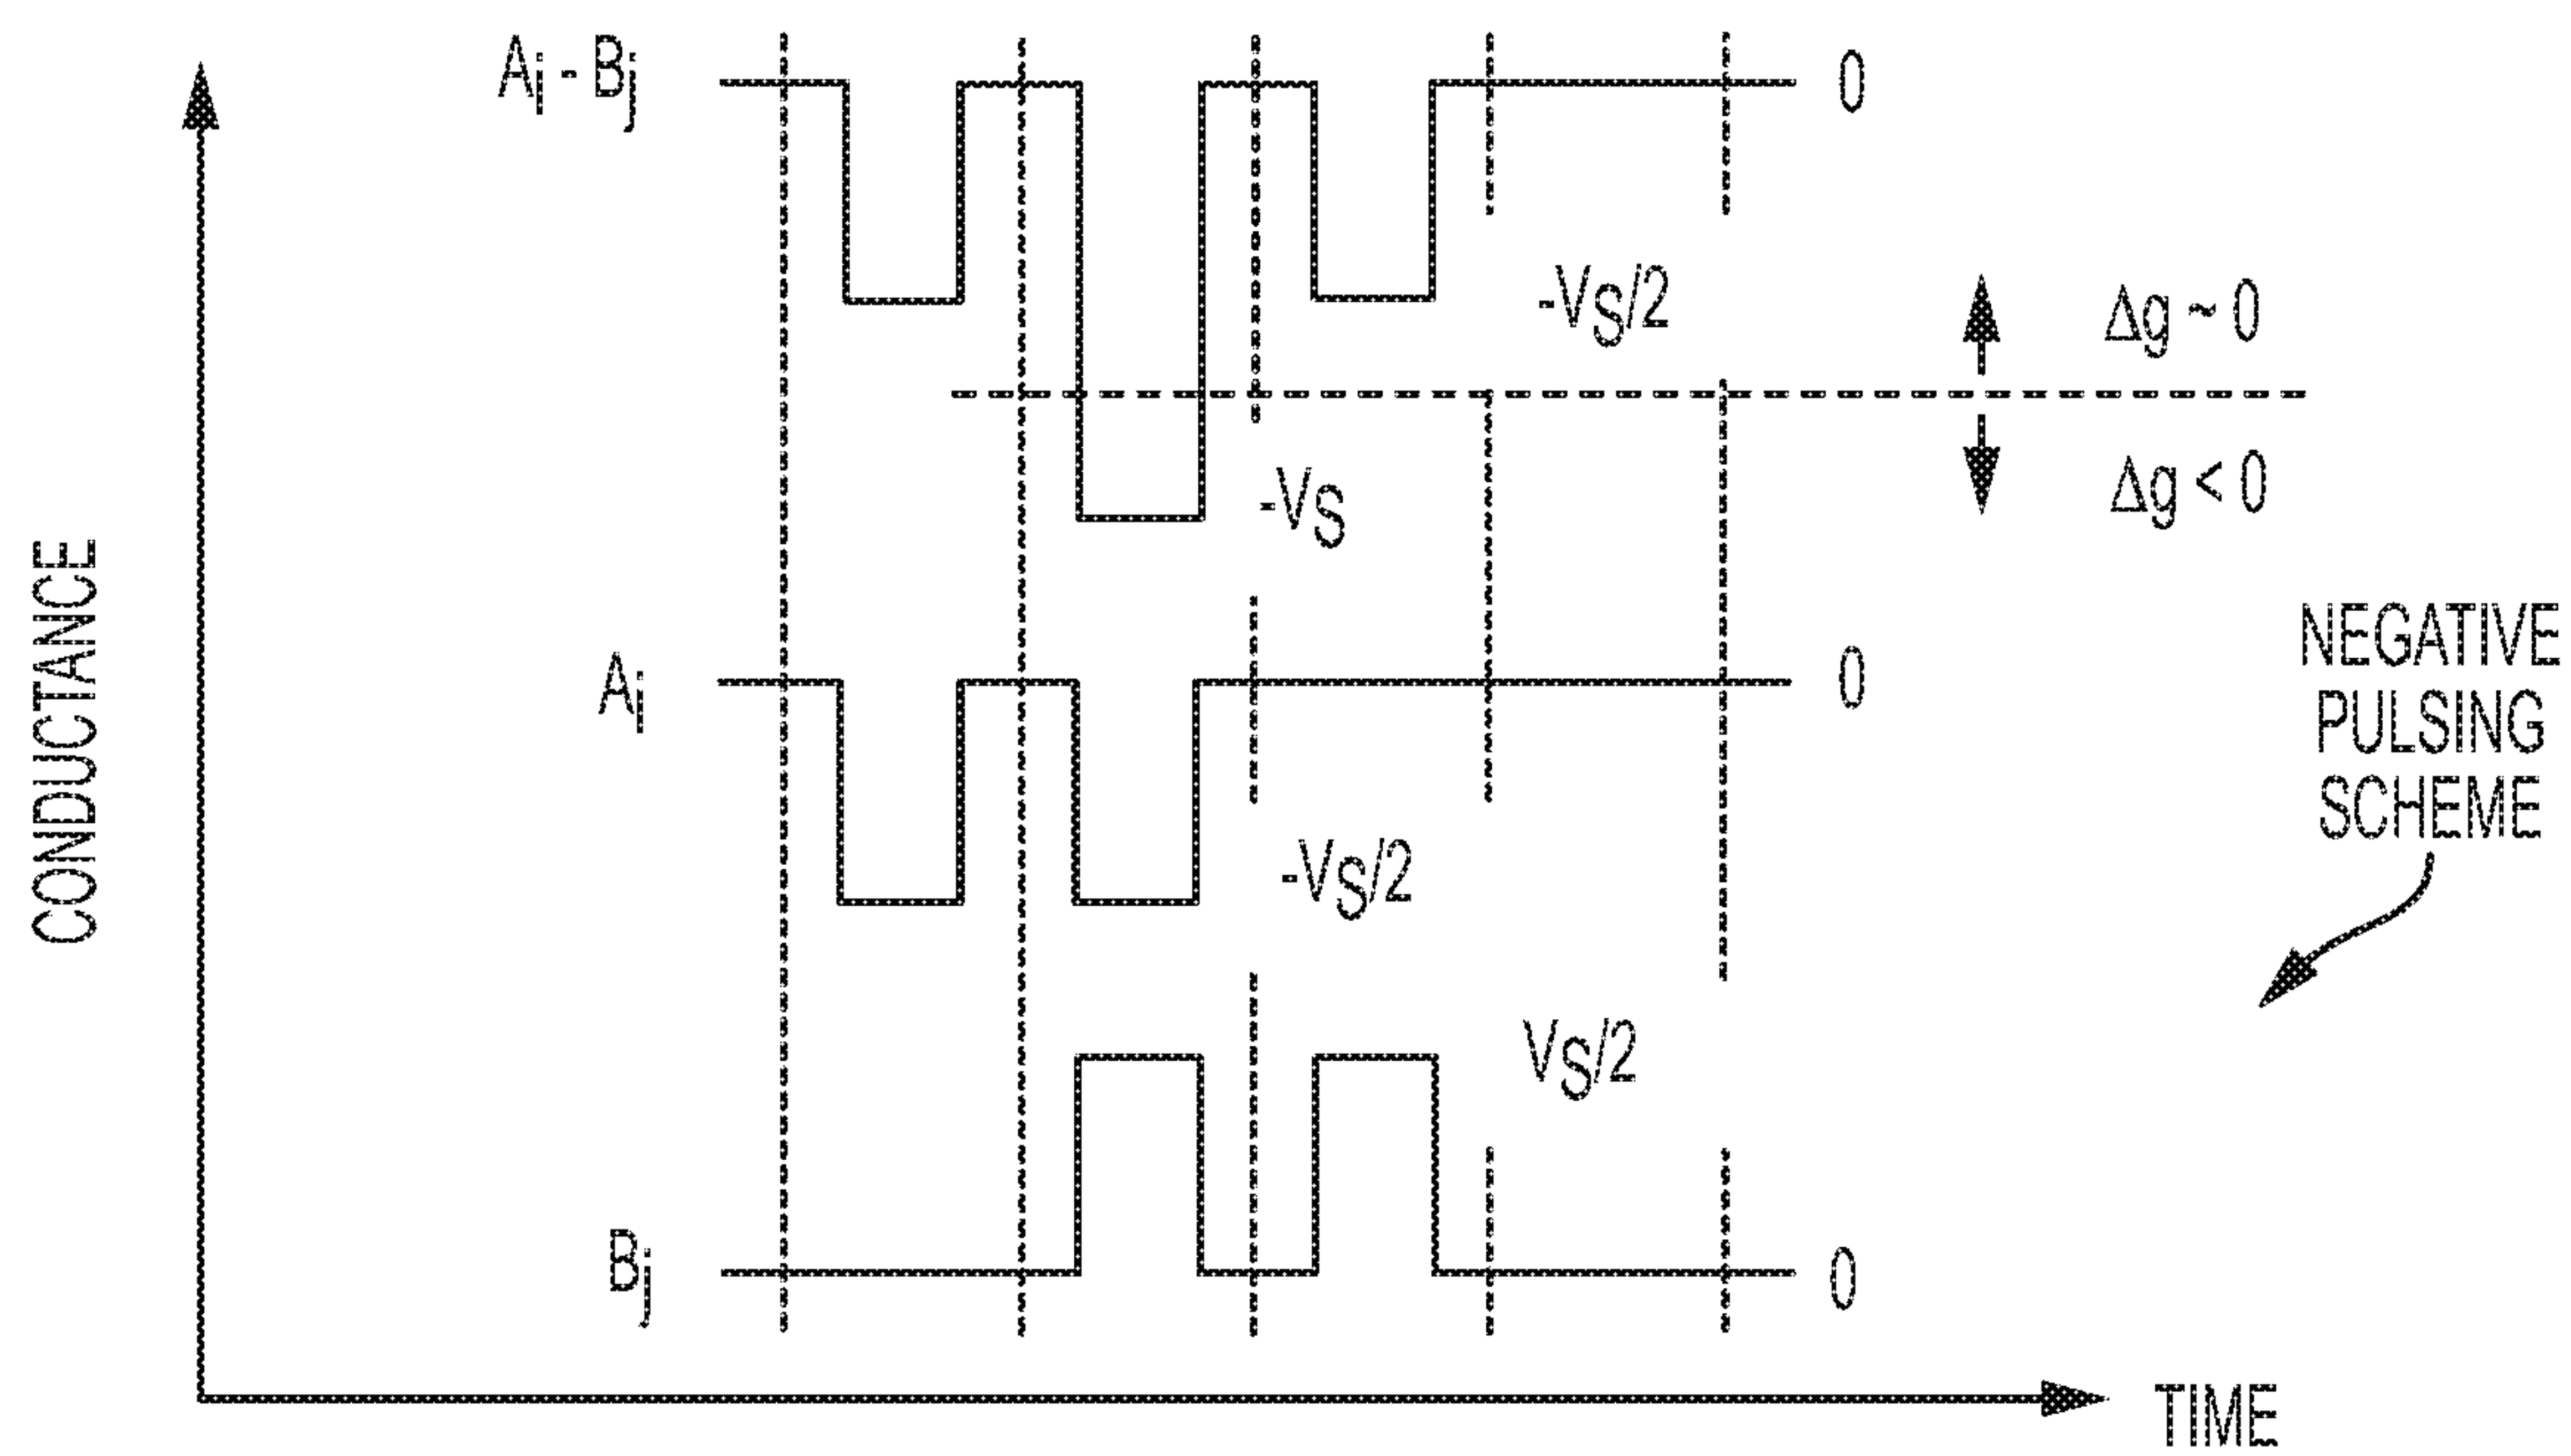 Ai - Bj
0
-VS/2
Δg ~ 0
-VS
Δg < 0
CONDUCTANCE
Ai
0
NEGATIVE
PULSING
SCHEME
-VS/2
VS/2
Bj
0
TIME